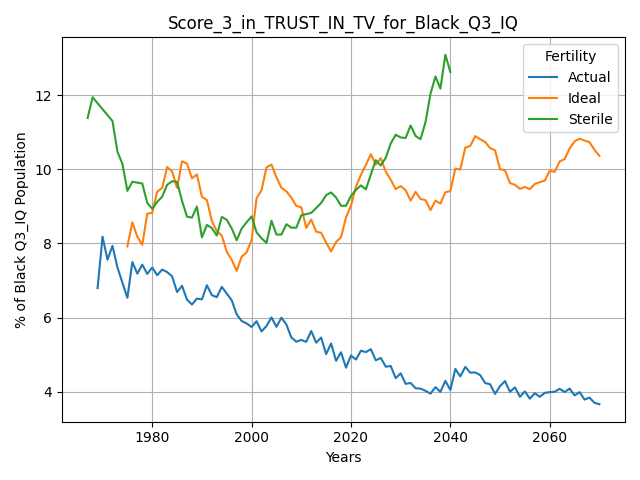 Score_3_in_TRUST_IN_TV_for_Black_Q3_IQ
% of Black Q3_IQ Population
12
10
8
6
4
Fertility
Actual
Ideal
Sterile
1980
2000
2020
2040
2060
Years